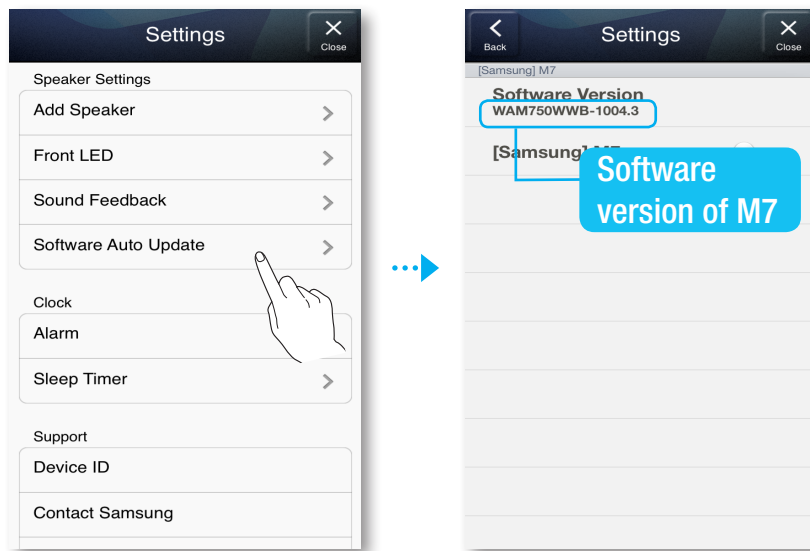 Settings
Close
Speaker Settings
Add Speaker
Front LED
Sound Feedback
Software Auto Update
Clock
Alarm
Sleep Timer
Support
Device ID
Contact Samsung
Back
Settings
Close
[Samsung] M7
Software Version
WAM750WWB-1004.3
[Samsung]
Software
version of M7